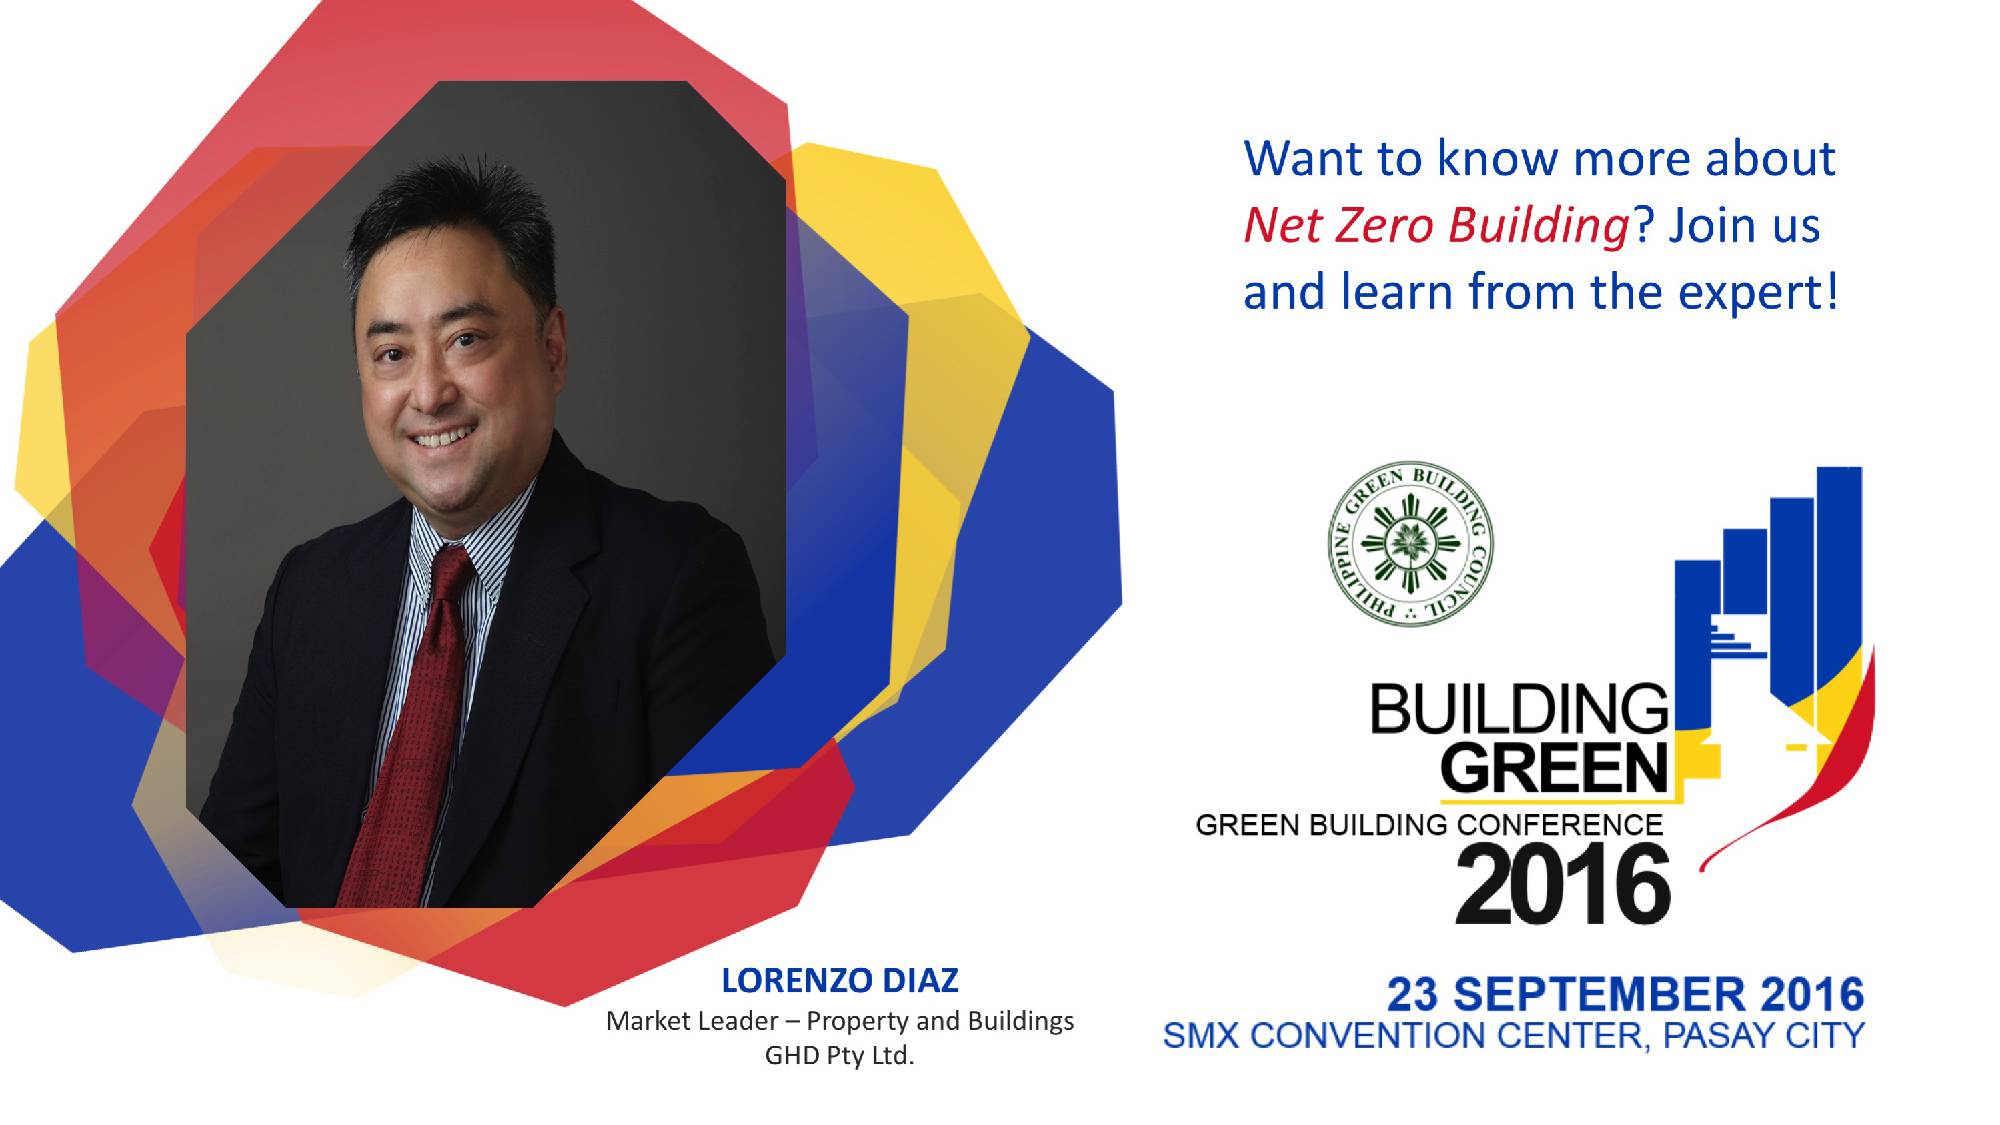 Want to know more about
Net Zero Building? Join us
and learn from the expert!
PHILIPPINE GREEN BUILDING COUNCIL
BUILDING
GREEN
GREEN BUILDING CONFERENCE
2016
23 SEPTEMBER 2016
SMX CONVENTION CENTER, PASAY CITY
LORENZO DIAZ
Market Leader – Property and Buildings
GHD Pty Ltd.